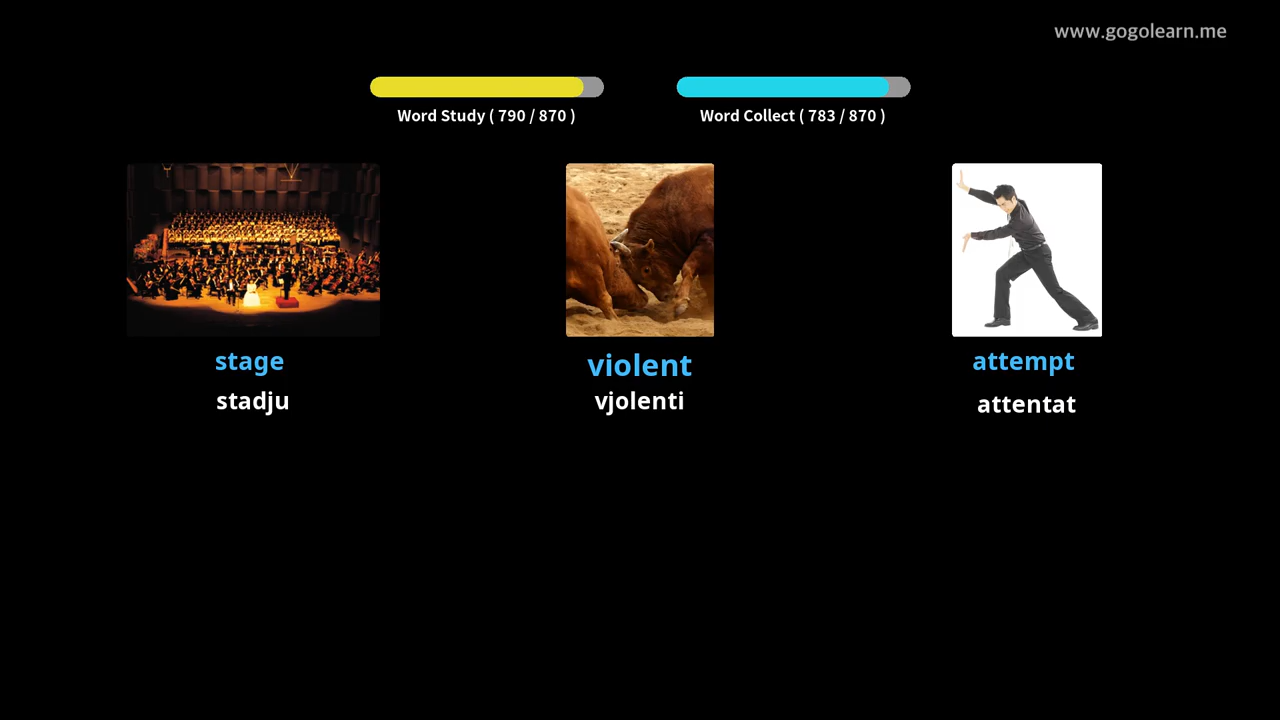 www.gogolearn.me
Word Study ( 790 / 870 )
Word Collect ( 783 / 870 )
stage
violent
attempt
stadju
vjolenti
attentat